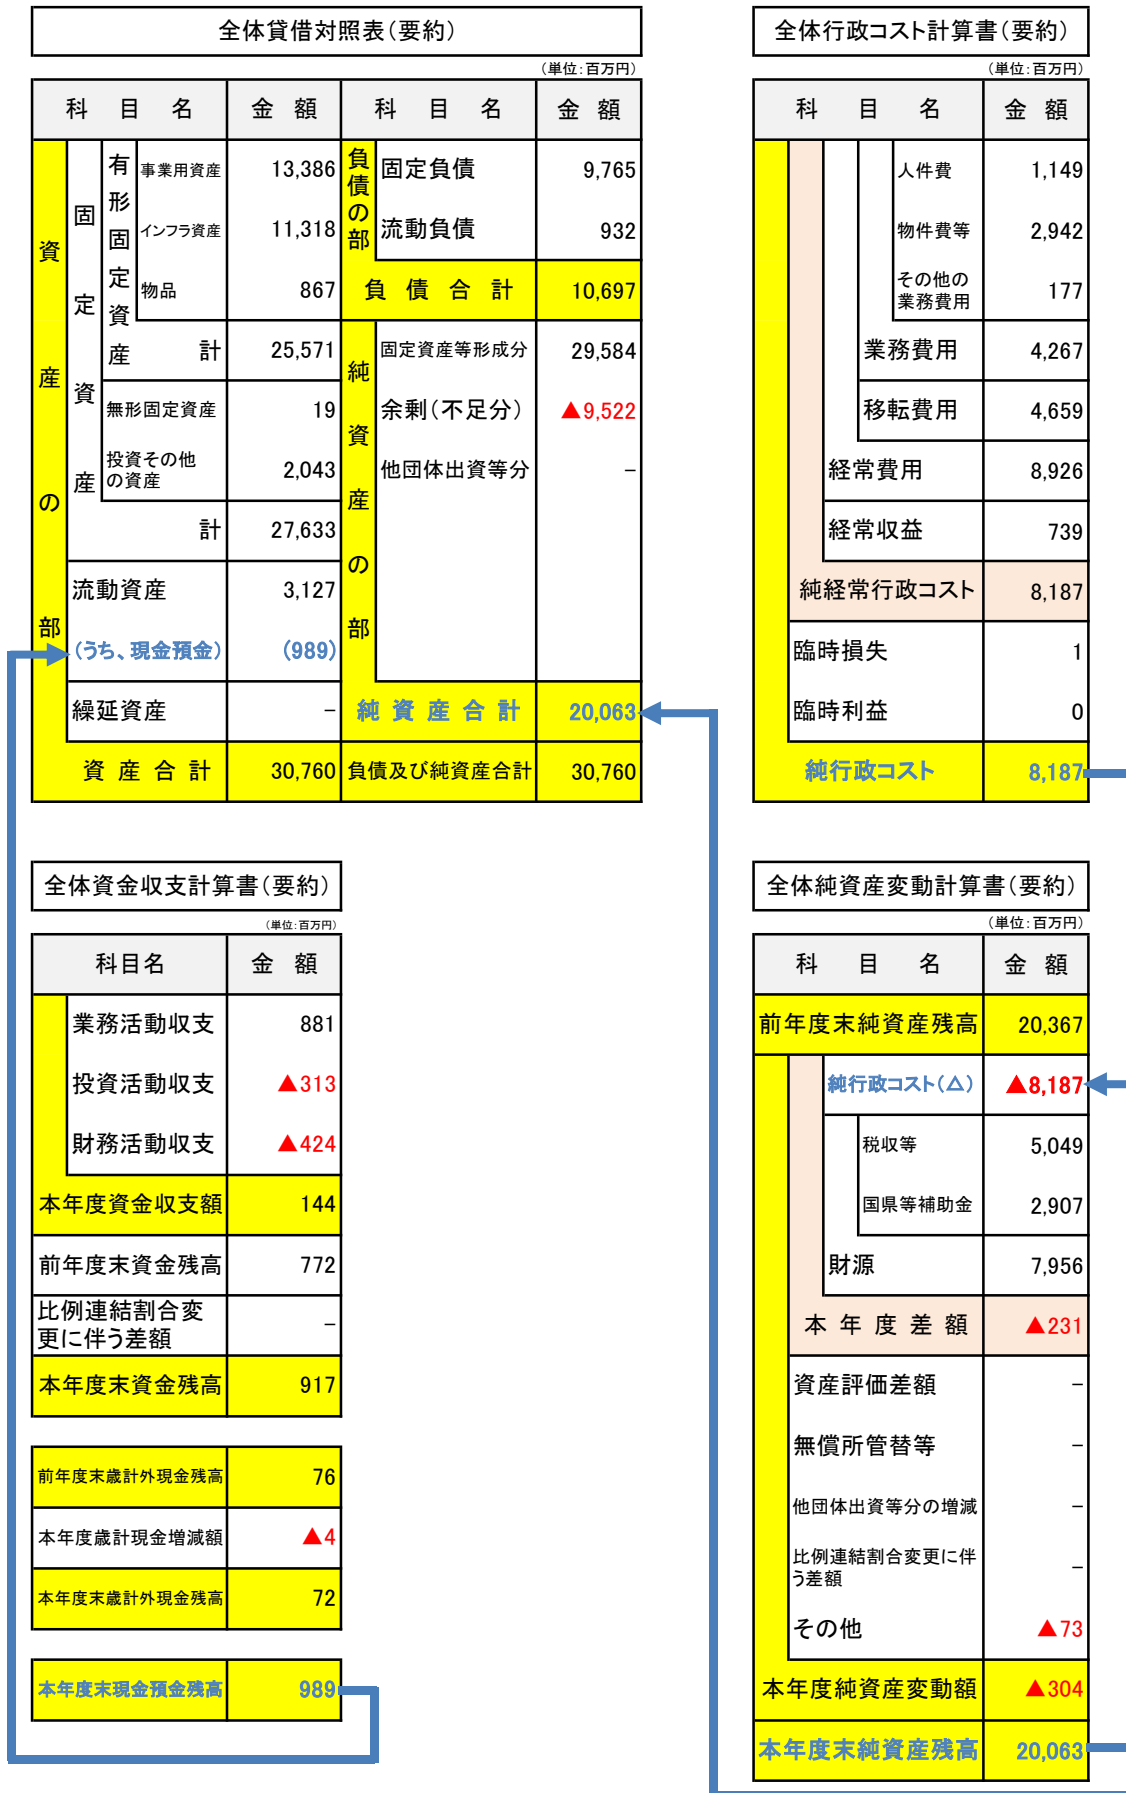 全体貸借対照表（要約）
（単位：百万円）
科　目　名　金　額　科　目　名　金　額
資産の部
固定資産
有形固定資産
事業用資産 13,386
インフラ資産 11,318
物品 867
計 25,571
無形固定資産 19
投資その他
の資産 2,043
計 27,633
流動資産 3,127
（うち、現金預金） (989)
繰延資産 −
資産合計 30,760
負債の部
固定負債 9,765
流動負債 932
負債合計 10,697
純資産の部
固定資産等形成分 29,584
余剰（不足分） ▲9,522
他団体出資等分 −
純資産合計 20,063
負債及び純資産合計 30,760
全体行政コスト計算書（要約）
（単位：百万円）
科　目　名　金　額
人件費 1,149
物件費等 2,942
その他の
業務費用 177
業務費用 4,267
移転費用 4,659
経常費用 8,926
経常収益 739
純経常行政コスト 8,187
臨時損失 1
臨時利益 0
純行政コスト 8,187
全体資金収支計算書（要約）
（単位：百万円）
科目名　金　額
業務活動収支 881
投資活動収支 ▲313
財務活動収支 ▲424
本年度資金収支額 144
前年度末資金残高 772
比例連結割合変
更に伴う差額 −
本年度末資金残高 917
前年度末歳計外現金残高 76
本年度歳計現金増減額 ▲4
本年度末歳計外現金残高 72
本年度末現金預金残高 989
全体純資産変動計算書（要約）
（単位：百万円）
科　目　名　金　額
前年度末純資産残高 20,367
純行政コスト（△） ▲8,187
税収等 5,049
国県等補助金 2,907
財源 7,956
本年度差額 ▲231
資産評価差額 −
無償所管替等 −
他団体出資等分の増減 −
比例連結割合変更に伴
う差額 −
その他 ▲73
本年度純資産変動額 ▲304
本年度末純資産残高 20,063